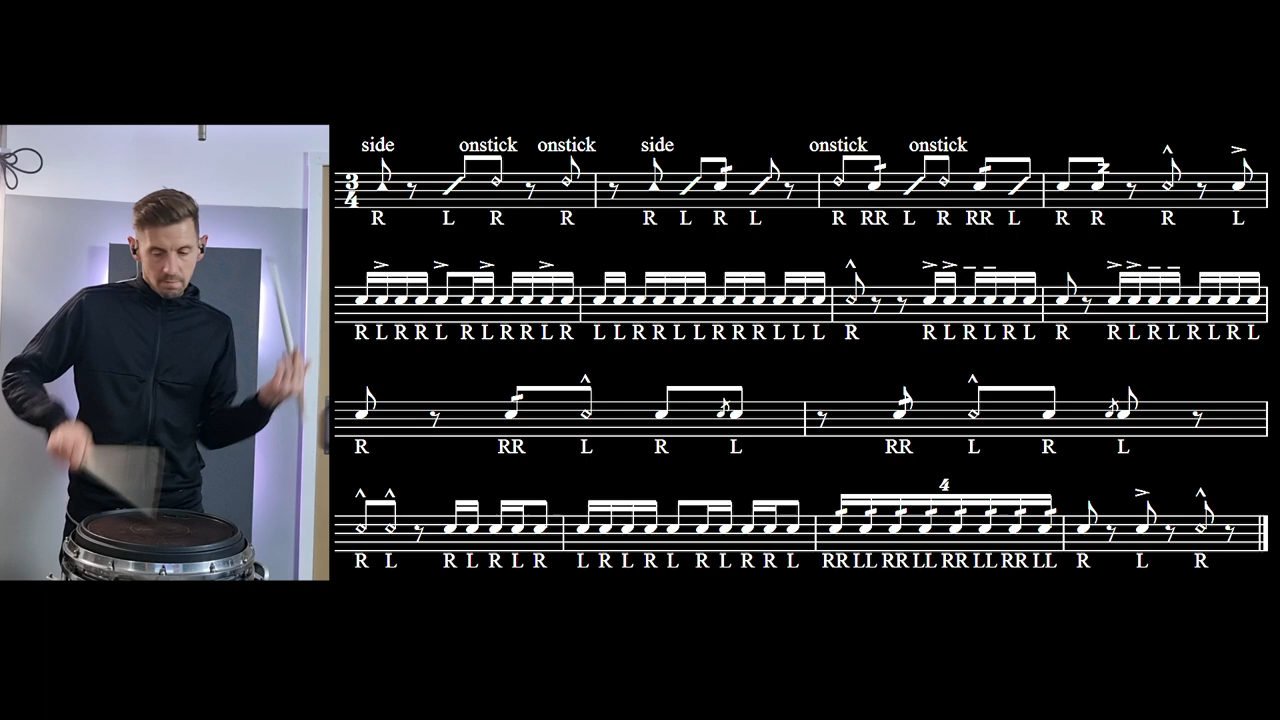 side onstick onstick side onstick onstick
3
4
R L R R R L R L R RR L R RR L R R R L
R L R R L R L R R L R L L R R L L R R R L L L R R L R L R L R R L R L R L R L
R RR L R L RR L R L
4
R L R L R L R L R L R L R L R R L RR LL RR LL RR LL RR LL R L R